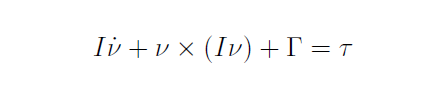 Iν̇ + ν × (Iν) + Γ = τ